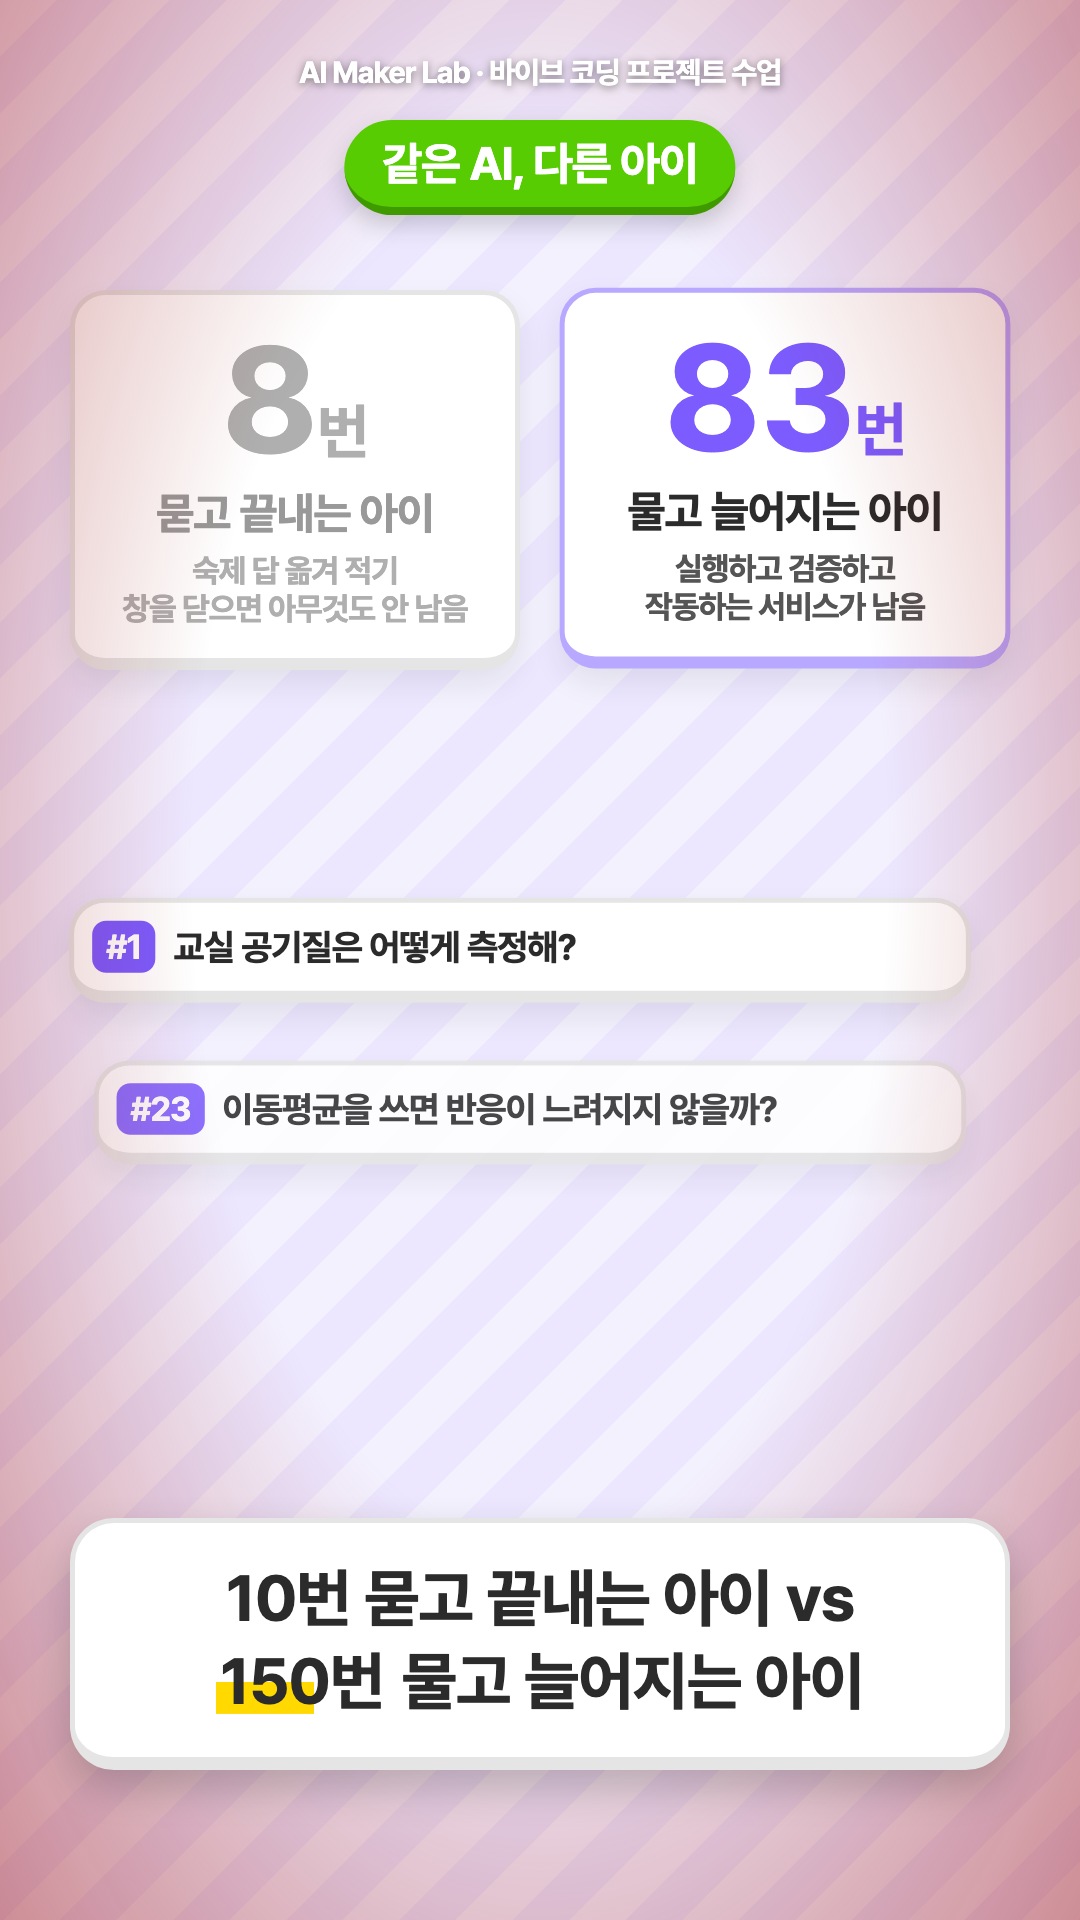 AI Maker Lab · 바이브 코딩 프로젝트 수업
같은 AI, 다른 아이
8번
묻고 끝내는 아이
숙제 답 옮겨 적기
창을 닫으면 아무것도 안 남음
83번
물고 늘어지는 아이
실행하고 검증하고
작동하는 서비스가 남음
#1 교실 공기질은 어떻게 측정해?
#23 이동평균을 쓰면 반응이 느려지지 않을까?
10번 묻고 끝내는 아이 vs
150번 물고 늘어지는 아이